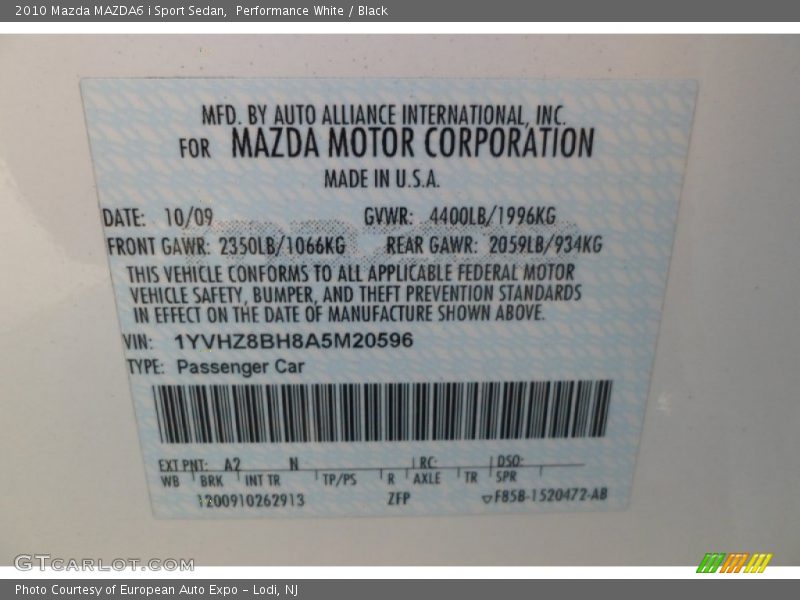 2010 Mazda MAZDA6 i Sport Sedan,  Performance White / Black
MFD. BY AUTO ALLIANCE INTERNATIONAL, INC.
FOR MAZDA MOTOR CORPORATION
MADE IN U.S.A.
DATE: 10/09 GVWR: 4400LB/1996KG
FRONT GAWR: 2350LB/1066KG REAR GAWR: 2059LB/934KG
THIS VEHICLE CONFORMS TO ALL APPLICABLE FEDERAL MOTOR
VEHICLE SAFETY, BUMPER, AND THEFT PREVENTION STANDARDS
IN EFFECT ON THE DATE OF MANUFACTURE SHOWN ABOVE.
VIN: 1YVHZ8BH8A5M20596
TYPE: Passenger Car
EXT PNT: A2 N RC: DSO:
WB BRK INT TR TP/PS R AXLE TR SPR
1200910262913 ZFP F85B-1520472-AB
GTCARLOT.COM
Photo Courtesy of European Auto Expo - Lodi, NJ